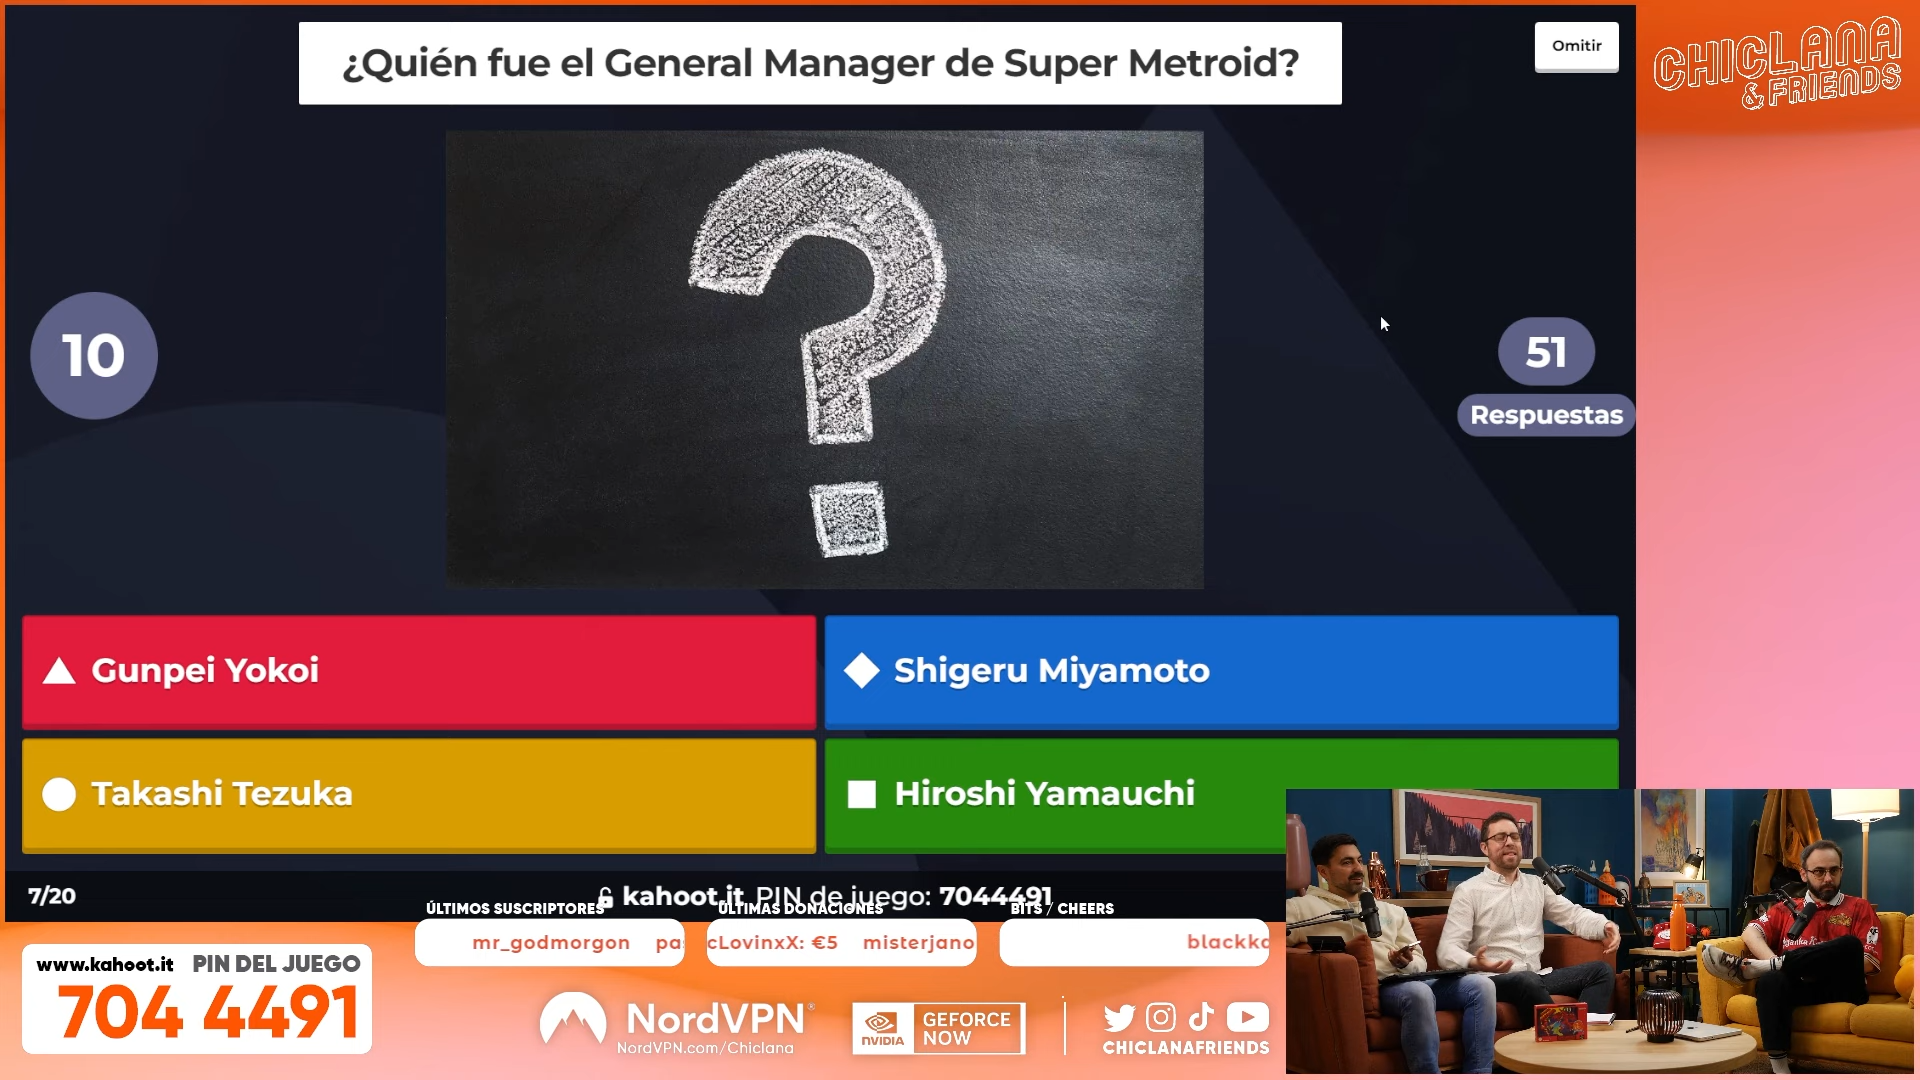 ¿Quién fue el General Manager de Super Metroid?
Omitir
CHICLANA
& FRIENDS
10
51
Respuestas
Gunpei Yokoi
Shigeru Miyamoto
Takashi Tezuka
Hiroshi Yamauchi
7/20
kahoot.it PIN de juego: 7044491
ÚLTIMOS SUSCRIPTORES
ÚLTIMAS DONACIONES
BITS / CHEERS
mr_godmorgon pa
cLovinxX: €5 misterjano
blackk
www.kahoot.it PIN DEL JUEGO
704 4491
NordVPN®
NordVPN.com/Chiclana
NVIDIA
GEFORCE
NOW
CHICLANAFRIENDS